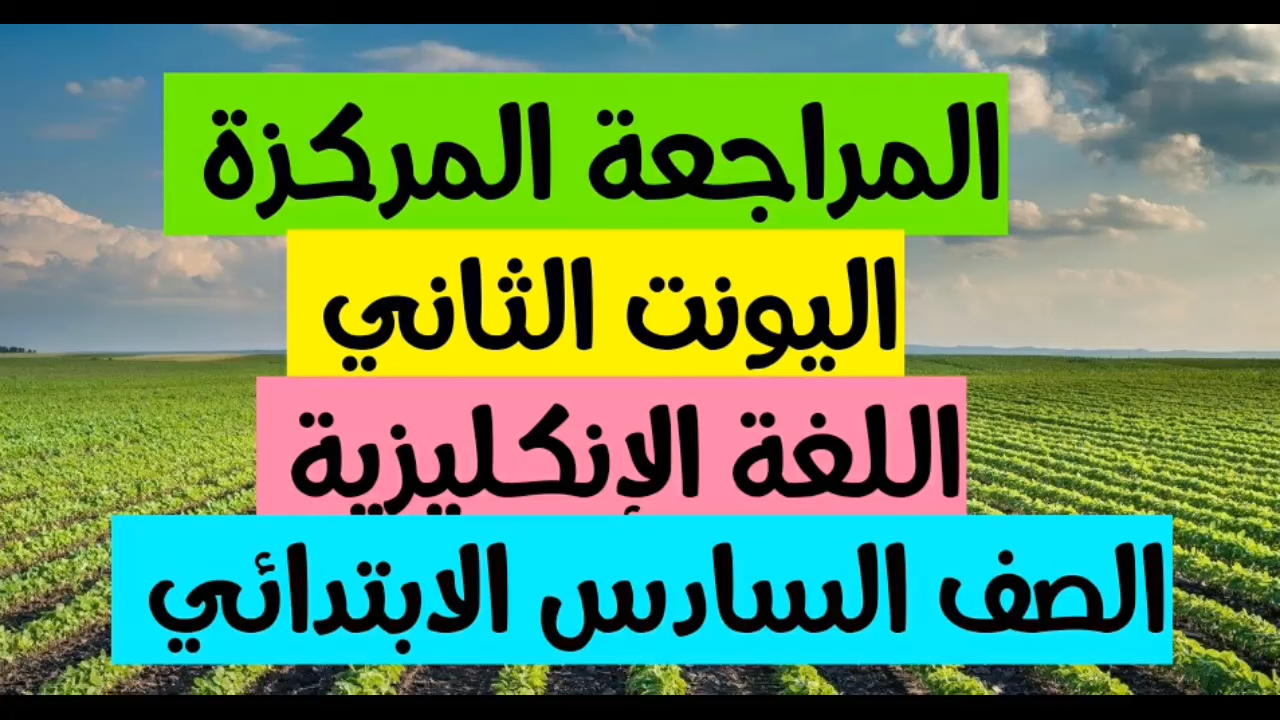 المراجعة المركزة
اليونت الثاني
اللغة الإنكليزية
الصف السادس الابتدائي